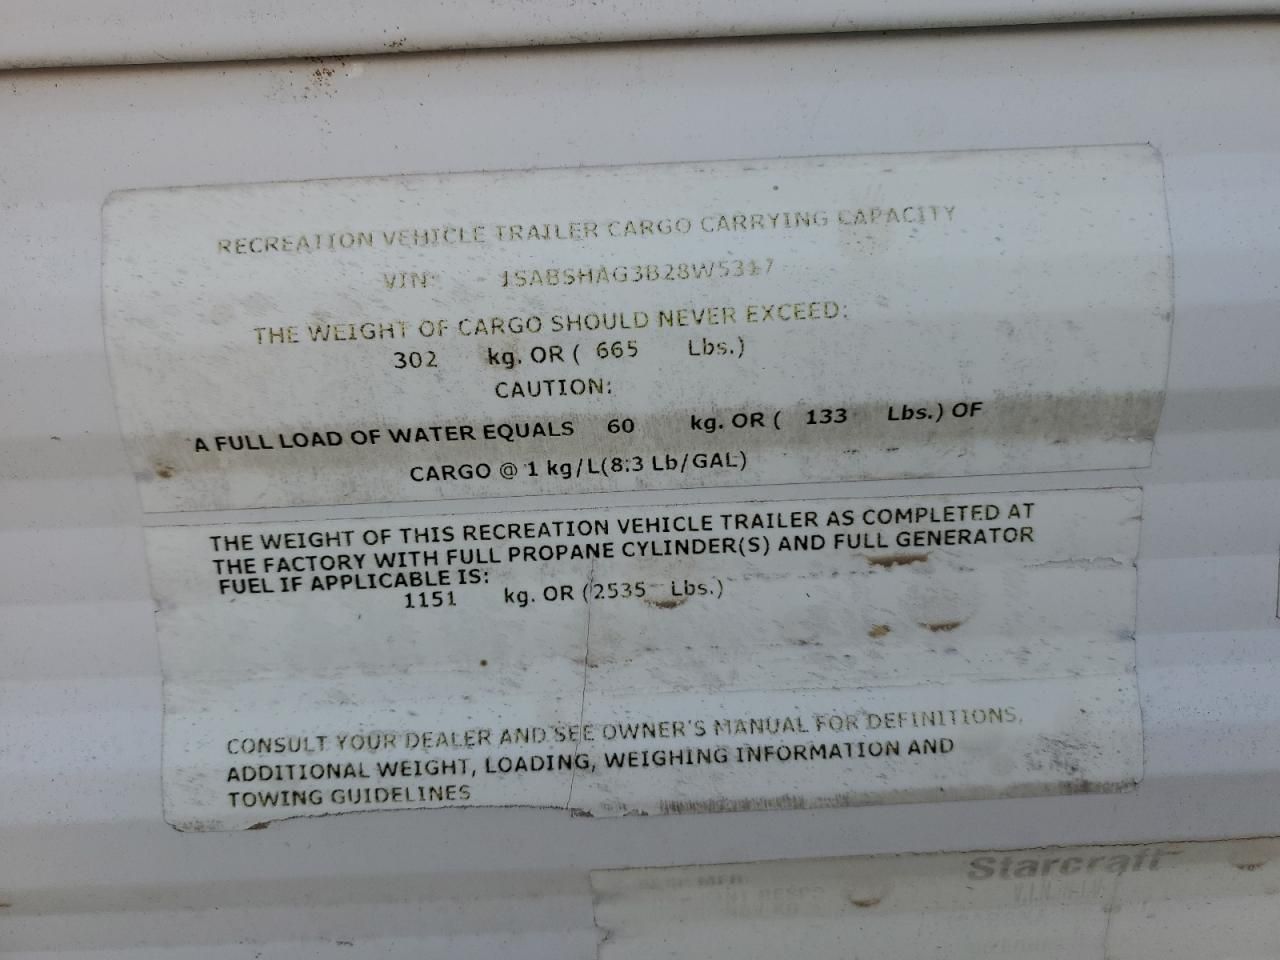 RECREATION VEHICLE TRAILER CARGO CARRYING CAPACITY
VIN: 1SABSHAG3B28W5317
THE WEIGHT OF CARGO SHOULD NEVER EXCEED:
302 kg. OR ( 665 Lbs.)
CAUTION:
A FULL LOAD OF WATER EQUALS 60 kg. OR ( 133 Lbs.) OF
CARGO @ 1 kg/L(8.3 Lb/GAL)
THE WEIGHT OF THIS RECREATION VEHICLE TRAILER AS COMPLETED AT
THE FACTORY WITH FULL PROPANE CYLINDER(S) AND FULL GENERATOR
FUEL IF APPLICABLE IS:
1151 kg. OR (2535 Lbs.)
CONSULT YOUR DEALER AND SEE OWNER'S MANUAL FOR DEFINITIONS,
ADDITIONAL WEIGHT, LOADING, WEIGHING INFORMATION AND
TOWING GUIDELINES
Starcraft